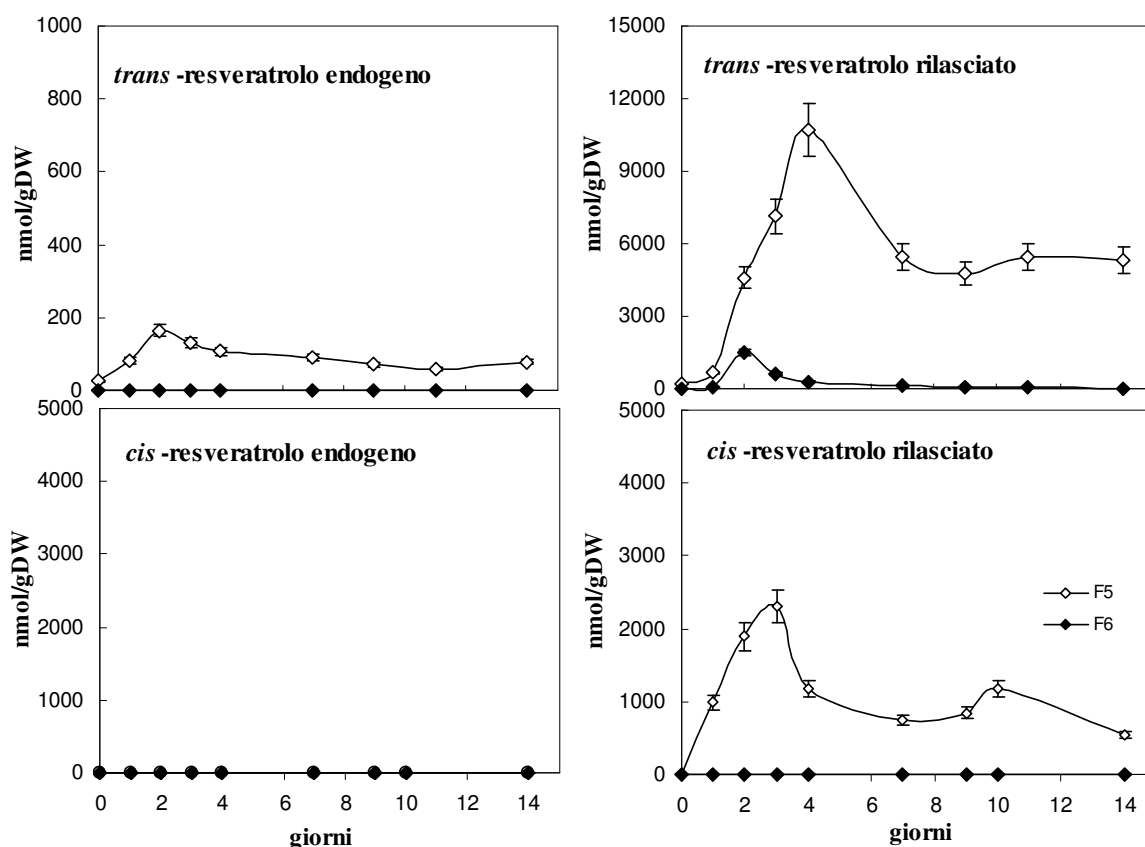 trans -resveratrolo endogeno
nmol/gDW
1000
800
600
400
200
0
trans -resveratrolo rilasciato
nmol/gDW
15000
12000
9000
6000
3000
0
cis -resveratrolo endogeno
nmol/gDW
5000
4000
3000
2000
1000
0
0 2 4 6 8 10 12 14
giorni
cis -resveratrolo rilasciato
nmol/gDW
5000
4000
3000
2000
1000
0
F5
F6
0 2 4 6 8 10 12 14
giorni